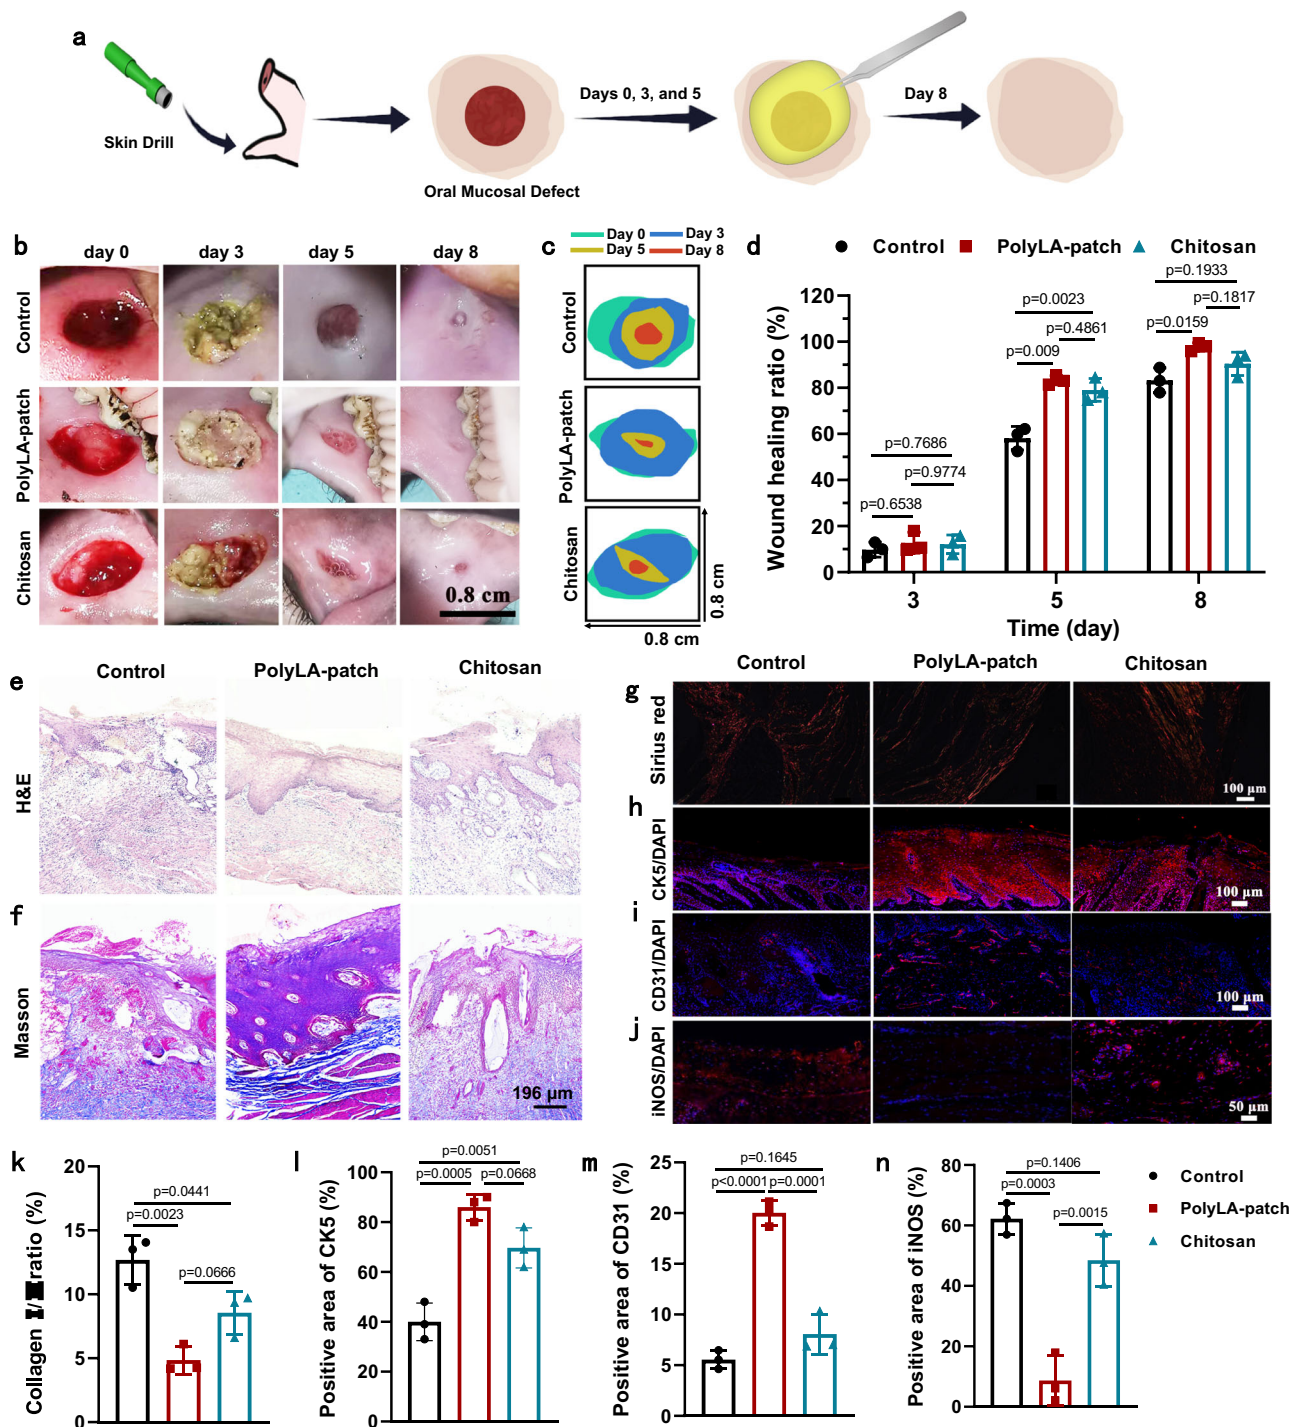 a
Skin Drill
Oral Mucosal Defect
Days 0, 3, and 5
Day 8
b
day 0
day 3
day 5
day 8
Control
PolyLA-patch
Chitosan
0.8 cm
c
Day 0
Day 3
Day 5
Day 8
Control
PolyLA-patch
Chitosan
0.8 cm
0.8 cm
d
Control
PolyLA-patch
Chitosan
Wound healing ratio (%)
120
100
80
60
40
20
0
p=0.7686
p=0.9774
p=0.6538
p=0.0023
p=0.4861
p=0.009
p=0.1933
p=0.1817
p=0.0159
3
5
8
Time (day)
e
Control
PolyLA-patch
Chitosan
H&E
f
Masson
196 μm
Control
PolyLA-patch
Chitosan
g
Sirius red
100 μm
h
CK5/DAPI
100 μm
i
CD31/DAPI
100 μm
j
iNOS/DAPI
50 μm
k
Collagen I/III ratio (%)
20
15
10
5
0
p=0.0441
p=0.0023
p=0.0666
l
Positive area of CK5 (%)
100
80
60
40
20
0
p=0.0051
p=0.0005
p=0.0668
m
Positive area of CD31 (%)
25
20
15
10
5
0
p=0.1645
p<0.0001
p=0.0001
n
Positive area of iNOS (%)
80
60
40
20
0
p=0.1406
p=0.0003
p=0.0015
Control
PolyLA-patch
Chitosan